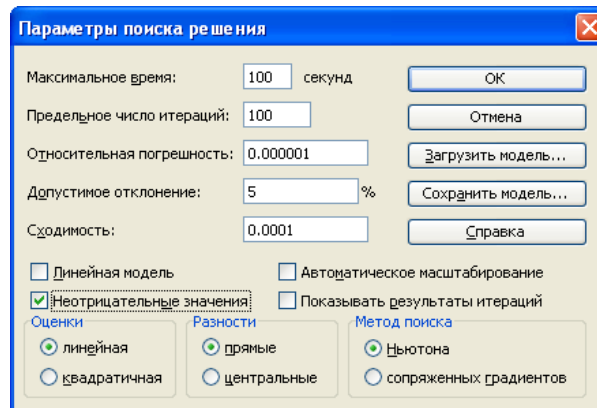 Параметры поиска решения
Максимальное время: 100 секунд OK
Предельное число итераций: 100 Отмена
Относительная погрешность: 0.000001 Загрузить модель...
Допустимое отклонение: 5 % Сохранить модель...
Сходимость: 0.0001 Справка
Линейная модель Автоматическое масштабирование
Неотрицательные значения Показывать результаты итераций
Оценки Разности Метод поиска
линейная прямые Ньютона
квадратичная центральные сопряженных градиентов